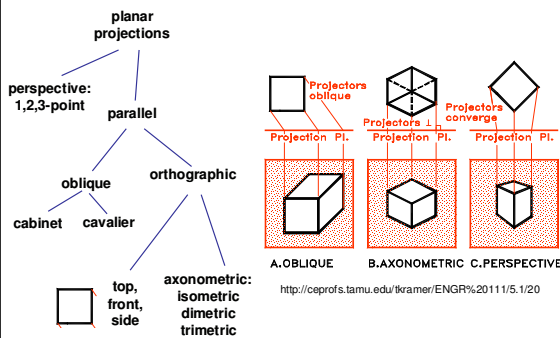 planar
projections
perspective:
1,2,3-point
parallel
oblique
orthographic
cabinet
cavalier
top,
front,
side
axonometric:
isometric
dimetric
trimetric
Projectors
oblique
Projection Pl.
A.OBLIQUE
Projectors ⊥
Projection Pl.
B.AXONOMETRIC
Projectors
converge
Projection Pl.
C.PERSPECTIVE
http://ceprofs.tamu.edu/tkramer/ENGR%20111/5.1/20